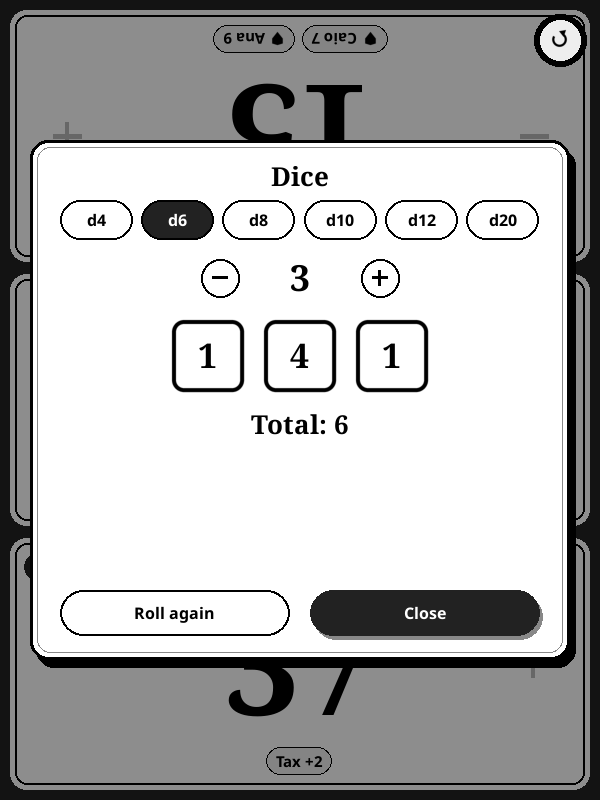 Caio 7 Ana 9
Dice
d4 d6 d8 d10 d12 d20
− 3 +
1 4 1
Total: 6
Roll again Close
Tax +2